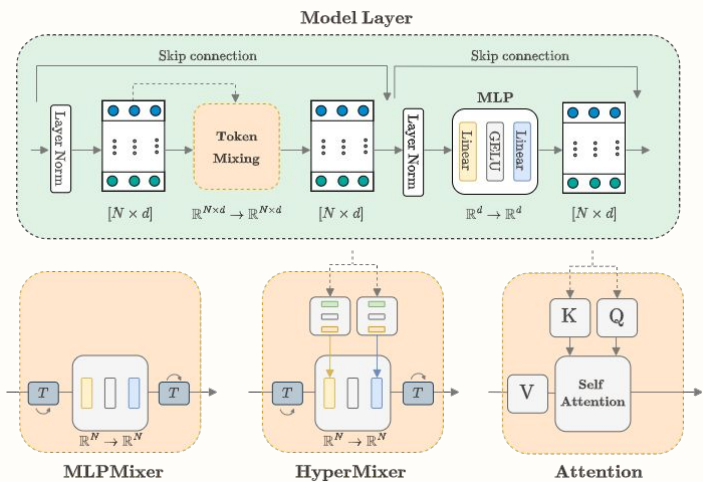 Model Layer
Skip connection
Skip connection
Layer Norm
Token
Mixing
Layer Norm
MLP
Linear
GELU
Linear
[N × d]
ℝ^{N×d} → ℝ^{N×d}
[N × d]
ℝ^d → ℝ^d
[N × d]
T
T
ℝ^N → ℝ^N
MLPMixer
T
T
ℝ^N → ℝ^N
HyperMixer
K
Q
V
Self
Attention
Attention